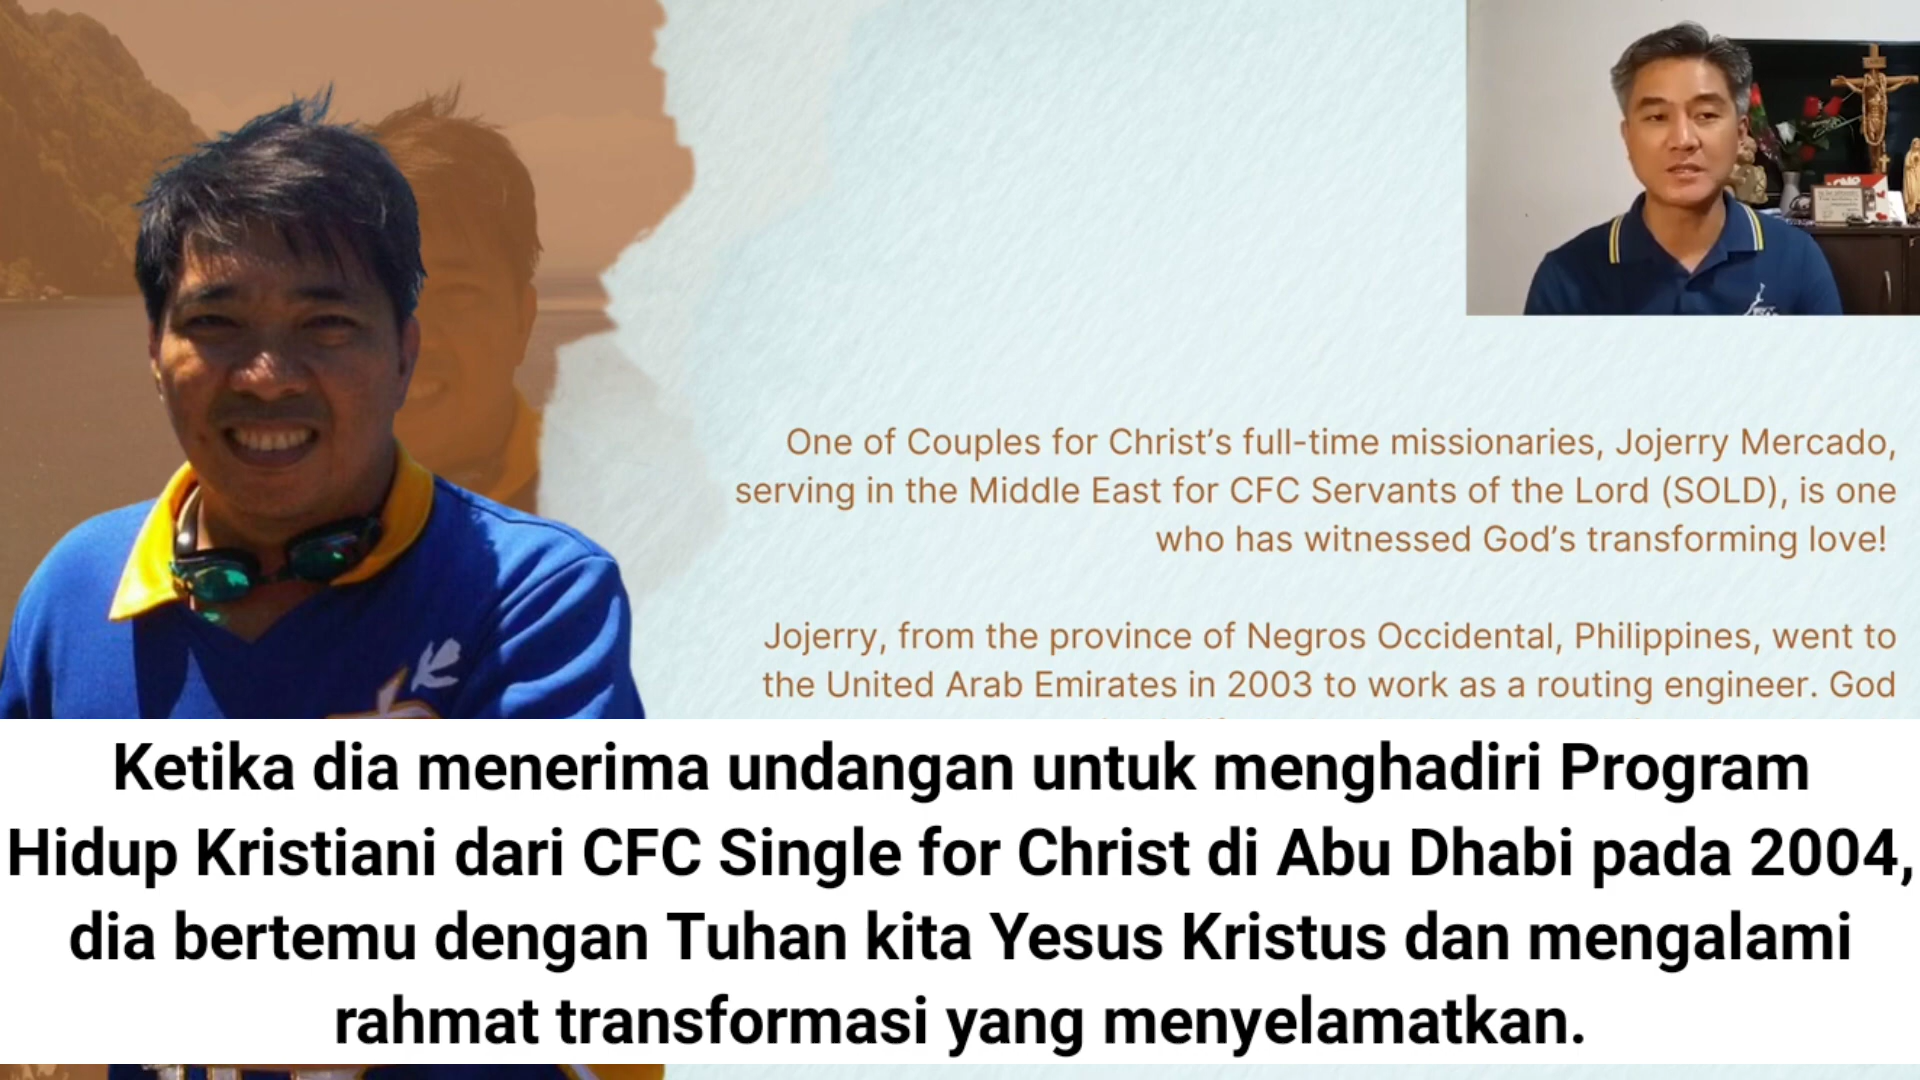 One of Couples for Christ's full-time missionaries, Jojerry Mercado,
serving in the Middle East for CFC Servants of the Lord (SOLD), is one
who has witnessed God's transforming love!
Jojerry, from the province of Negros Occidental, Philippines, went to
the United Arab Emirates in 2003 to work as a routing engineer. God
Ketika dia menerima undangan untuk menghadiri Program
Hidup Kristiani dari CFC Single for Christ di Abu Dhabi pada 2004,
dia bertemu dengan Tuhan kita Yesus Kristus dan mengalami
rahmat transformasi yang menyelamatkan.